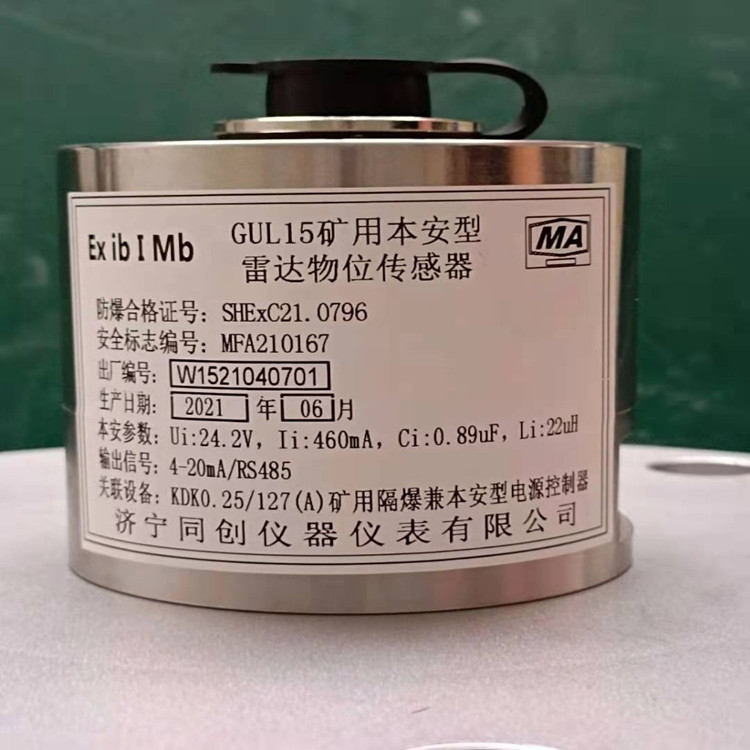 Ex ib I Mb
GUL15矿用本安型
雷达物位传感器
MA
防爆合格证号：SHExC21.0796
安全标志编号：MFA210167
出厂编号：W1521040701
生产日期：2021 年 06 月
本安参数：Ui:24.2V, Ii:460mA, Ci:0.89uF, Li:22uH
输出信号：4-20mA/RS485
关联设备：KDK0.25/127(A)矿用隔爆兼本安型电源控制器
济宁同创仪器仪表有限公司